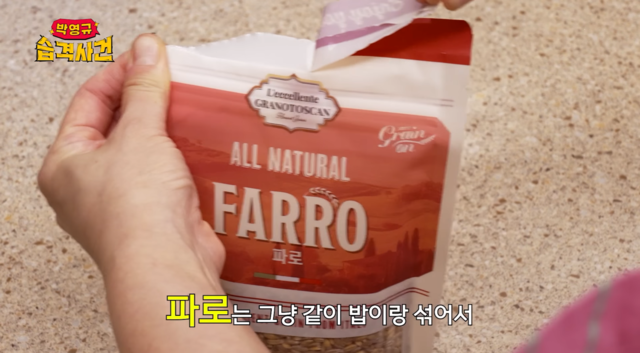 박영규
습격사건
L'eccellente
GRANOTOSCAN
Grain
on
ALL NATURAL
FARRO
파로
파로는 그냥 같이 밥이랑 섞어서